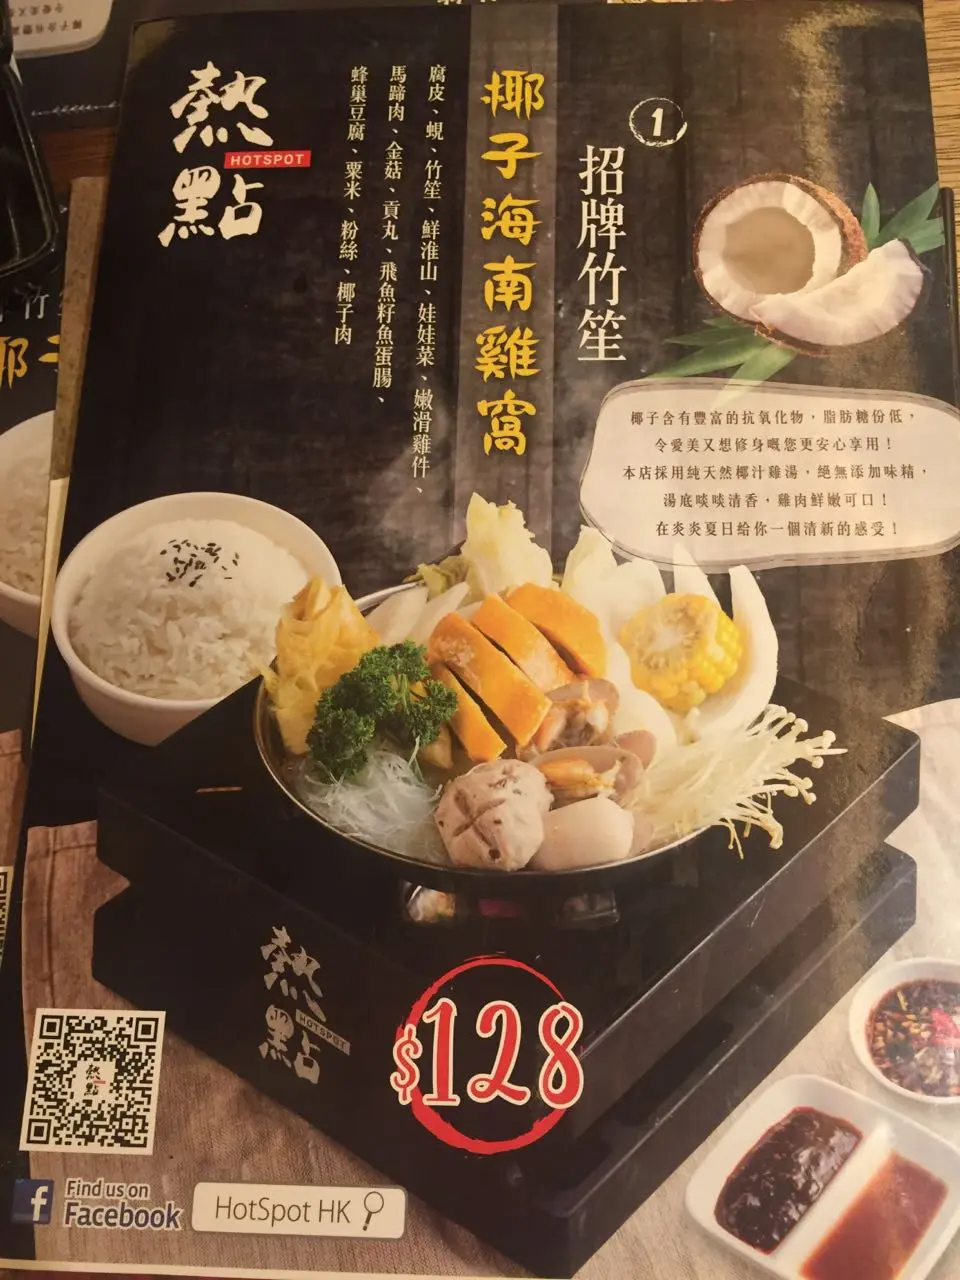 熱點
HOTSPOT
1
招牌竹笙
椰子海南雞窩
腐皮、蜆、竹笙、鮮淮山、娃娃菜、嫩滑雞件、
馬蹄肉、金菇、貢丸、飛魚籽魚蛋腸、
蜂巢豆腐、粟米、粉絲、椰子肉
椰子含有豐富的抗氧化物，脂肪糖份低，
令愛美又想修身嘅您更安心享用！
本店採用純天然椰汁雞湯，絕無添加味精，
湯底啖啖清香，雞肉鮮嫩可口！
在炎炎夏日給你一個清新的感受！
熱點
HOTSPOT
$128
熱點
Find us on
Facebook
HotSpot HK
竹
椰子